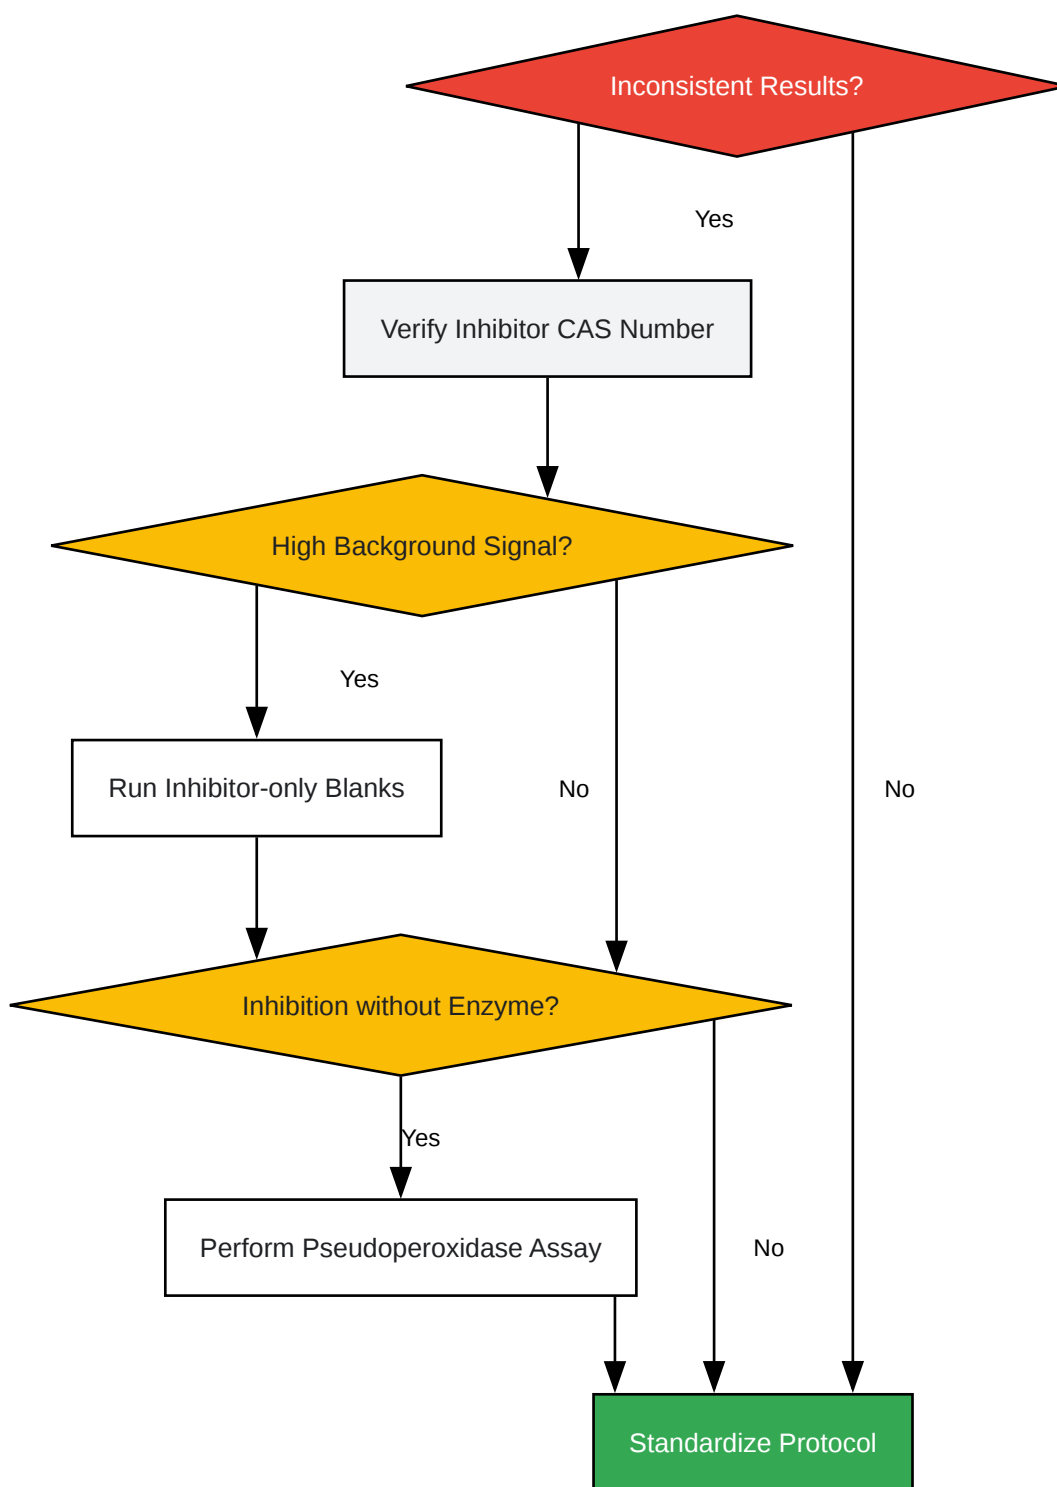 Inconsistent Results?
Yes
Verify Inhibitor CAS Number
High Background Signal?
Yes
Run Inhibitor-only Blanks
No
No
Inhibition without Enzyme?
Yes
Perform Pseudoperoxidase Assay
No
Standardize Protocol